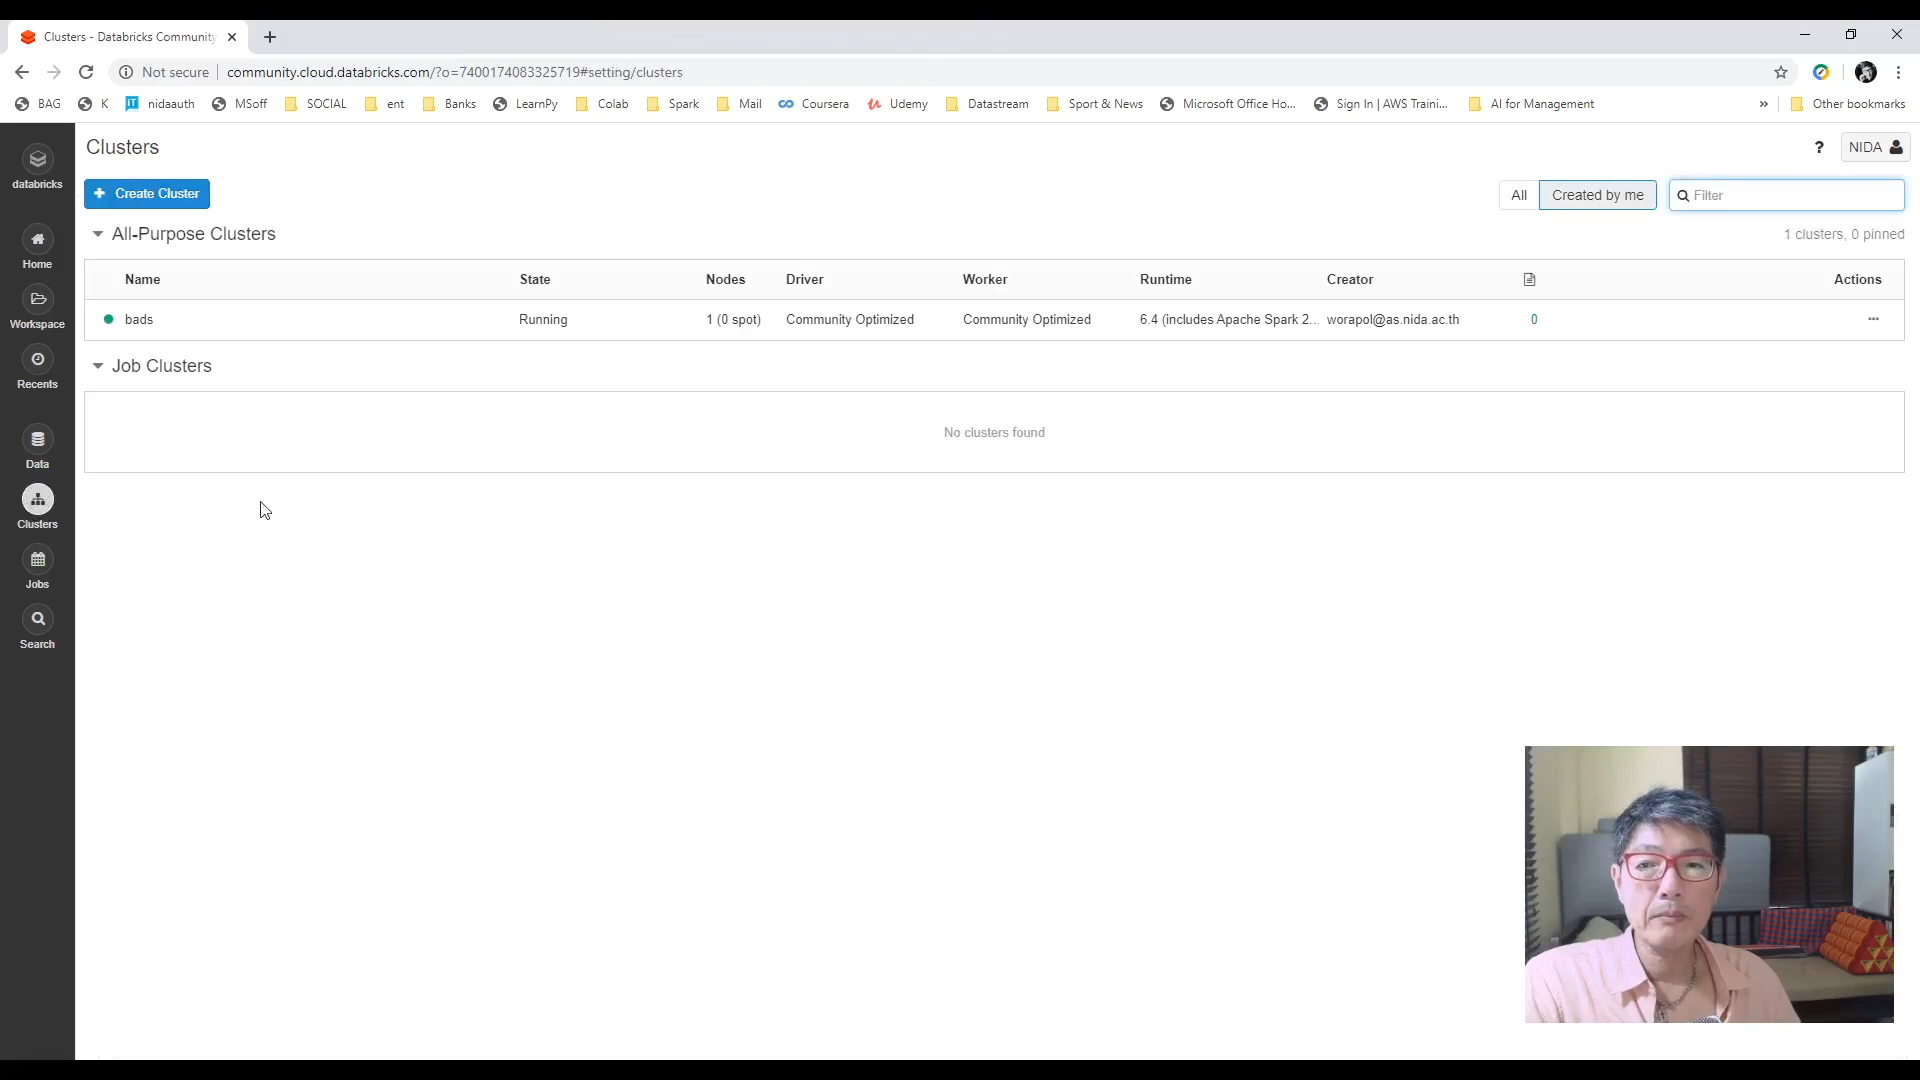 Clusters - Databricks Community
Not secure community.cloud.databricks.com/?o=7400174083325719#setting/clusters
BAG K nidaauth MSoff SOCIAL ent Banks LearnPy Colab Spark Mail Coursera Udemy Datastream Sport & News Microsoft Office Ho... Sign In | AWS Traini... AI for Management » Other bookmarks
databricks
Home
Workspace
Recents
Data
Clusters
Jobs
Search
Clusters
? NIDA
+ Create Cluster
All Created by me Filter
All-Purpose Clusters
1 clusters, 0 pinned
Name State Nodes Driver Worker Runtime Creator Actions
bads Running 1 (0 spot) Community Optimized Community Optimized 6.4 (includes Apache Spark 2... worapol@as.nida.ac.th 0 ...
Job Clusters
No clusters found